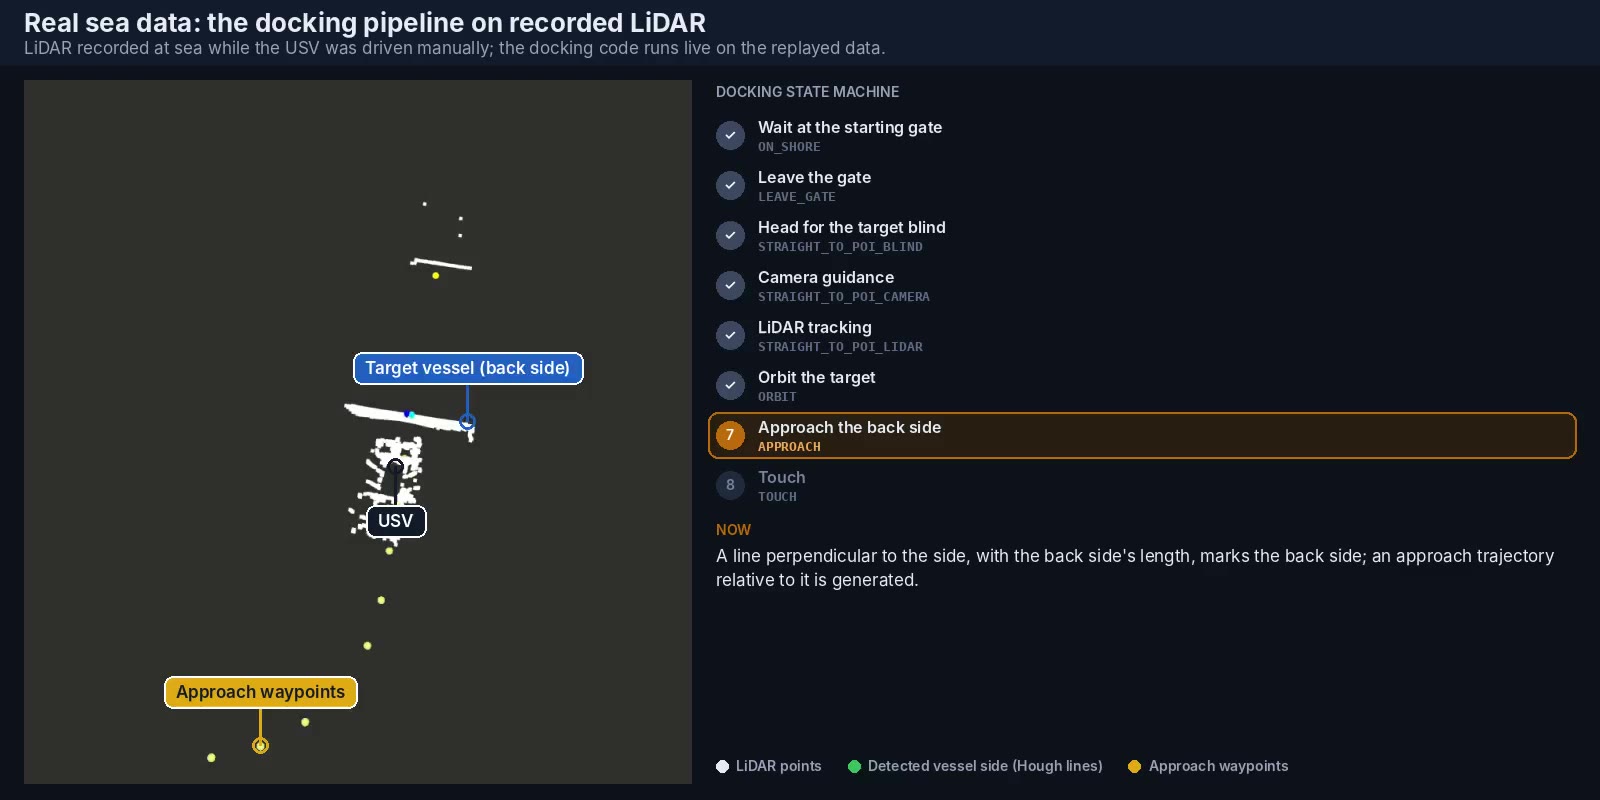 Real sea data: the docking pipeline on recorded LiDAR
LiDAR recorded at sea while the USV was driven manually; the docking code runs live on the replayed data.
Target vessel (back side)
USV
Approach waypoints
DOCKING STATE MACHINE
Wait at the starting gate
ON_SHORE
Leave the gate
LEAVE_GATE
Head for the target blind
STRAIGHT_TO_POI_BLIND
Camera guidance
STRAIGHT_TO_POI_CAMERA
LiDAR tracking
STRAIGHT_TO_POI_LIDAR
Orbit the target
ORBIT
7 Approach the back side
APPROACH
8 Touch
TOUCH
NOW
A line perpendicular to the side, with the back side's length, marks the back side; an approach trajectory
relative to it is generated.
LiDAR points Detected vessel side (Hough lines) Approach waypoints